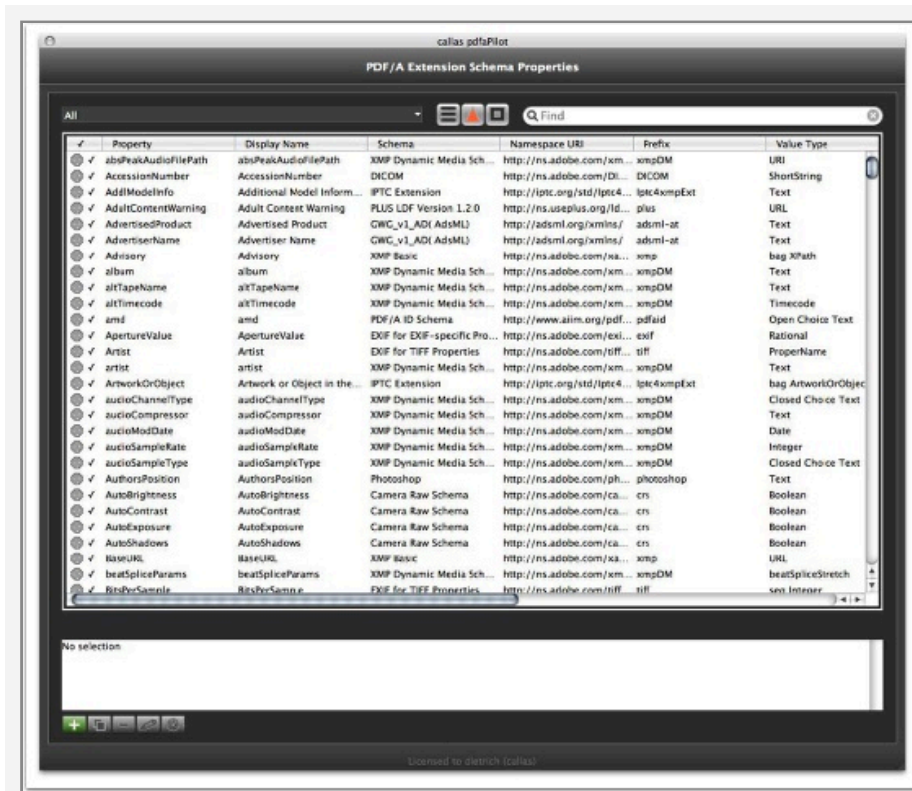 callas pdfaPilot
PDF/A Extension Schema Properties
All Find
✓ Property Display Name Schema Namespace URI Prefix Value Type
✓ absPeakAudioFilePath absPeakAudioFilePath XMP Dynamic Media Sch... http://ns.adobe.com/xm... xmpDM URI
✓ AccessionNumber AccessionNumber DICOM http://ns.adobe.com/DI... DICOM ShortString
✓ AddlModelInfo Additional Model Inform... IPTC Extension http://iptc.org/std/Iptc4... Iptc4xmpExt Text
✓ AdultContentWarning Adult Content Warning PLUS LDF Version 1.2.0 http://ns.useplus.org/ld... plus URL
✓ AdvertisedProduct Advertised Product GWG_v1_AD( AdsML) http://adsml.org/xmlns/ adsml-at Text
✓ AdvertiserName Advertiser Name GWG_v1_AD( AdsML) http://adsml.org/xmlns/ adsml-at Text
✓ Advisory Advisory XMP Basic http://ns.adobe.com/xa... xmp bag XPath
✓ album album XMP Dynamic Media Sch... http://ns.adobe.com/xm... xmpDM Text
✓ altTapeName altTapeName XMP Dynamic Media Sch... http://ns.adobe.com/xm... xmpDM Text
✓ altTimecode altTimecode XMP Dynamic Media Sch... http://ns.adobe.com/xm... xmpDM Timecode
✓ amd amd PDF/A ID Schema http://www.aiim.org/pdf... pdfaid Open Choice Text
✓ ApertureValue ApertureValue EXIF for EXIF-specific Pro... http://ns.adobe.com/exi... exif Rational
✓ Artist Artist EXIF for TIFF Properties http://ns.adobe.com/tiff... tiff ProperName
✓ artist artist XMP Dynamic Media Sch... http://ns.adobe.com/xm... xmpDM Text
✓ ArtworkOrObject Artwork or Object in the... IPTC Extension http://iptc.org/std/Iptc4... Iptc4xmpExt bag ArtworkOrObjec
✓ audioChannelType audioChannelType XMP Dynamic Media Sch... http://ns.adobe.com/xm... xmpDM Closed Choice Text
✓ audioCompressor audioCompressor XMP Dynamic Media Sch... http://ns.adobe.com/xm... xmpDM Text
✓ audioModDate audioModDate XMP Dynamic Media Sch... http://ns.adobe.com/xm... xmpDM Date
✓ audioSampleRate audioSampleRate XMP Dynamic Media Sch... http://ns.adobe.com/xm... xmpDM Integer
✓ audioSampleType audioSampleType XMP Dynamic Media Sch... http://ns.adobe.com/xm... xmpDM Closed Choice Text
✓ AuthorsPosition AuthorsPosition Photoshop http://ns.adobe.com/ph... photoshop Text
✓ AutoBrightness AutoBrightness Camera Raw Schema http://ns.adobe.com/ca... crs Boolean
✓ AutoContrast AutoContrast Camera Raw Schema http://ns.adobe.com/ca... crs Boolean
✓ AutoExposure AutoExposure Camera Raw Schema http://ns.adobe.com/ca... crs Boolean
✓ AutoShadows AutoShadows Camera Raw Schema http://ns.adobe.com/ca... crs Boolean
✓ BaseURL BaseURL XMP Basic http://ns.adobe.com/xa... xmp URL
✓ beatSpliceParams beatSpliceParams XMP Dynamic Media Sch... http://ns.adobe.com/xm... xmpDM beatSpliceStretch
✓ BitsPerSample BitsPerSample EXIF for TIFF Properties http://ns.adobe.com/tiff... tiff seq Integer
No selection
Licensed to dietrich (callas)